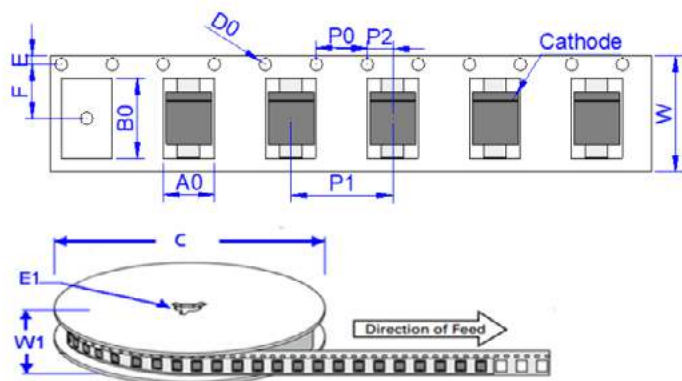 D0
P0
P2
Cathode
E
F
B0
W
A0
P1
C
E1
W1
Direction of Feed